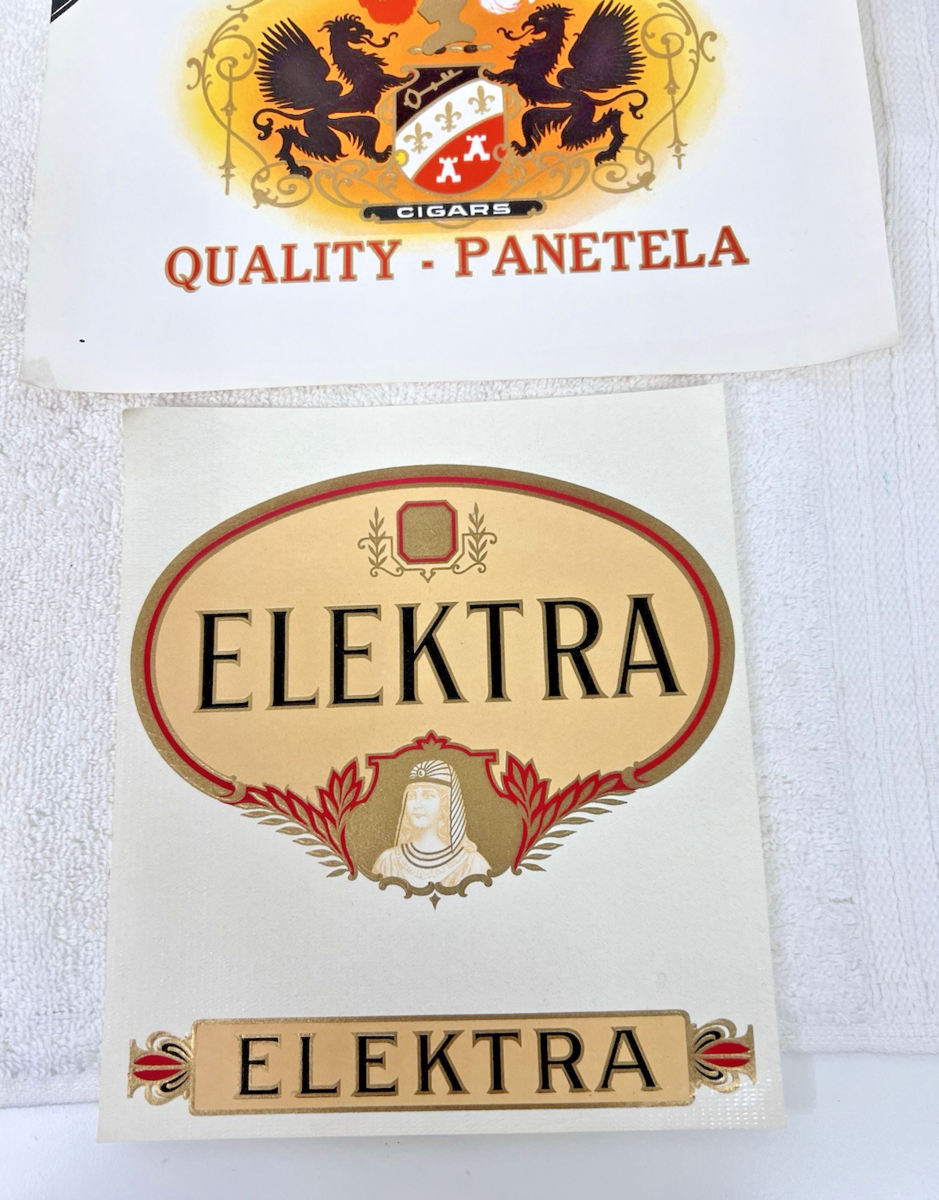 CIGARS
QUALITY - PANETELA
ELEKTRA
ELEKTRA